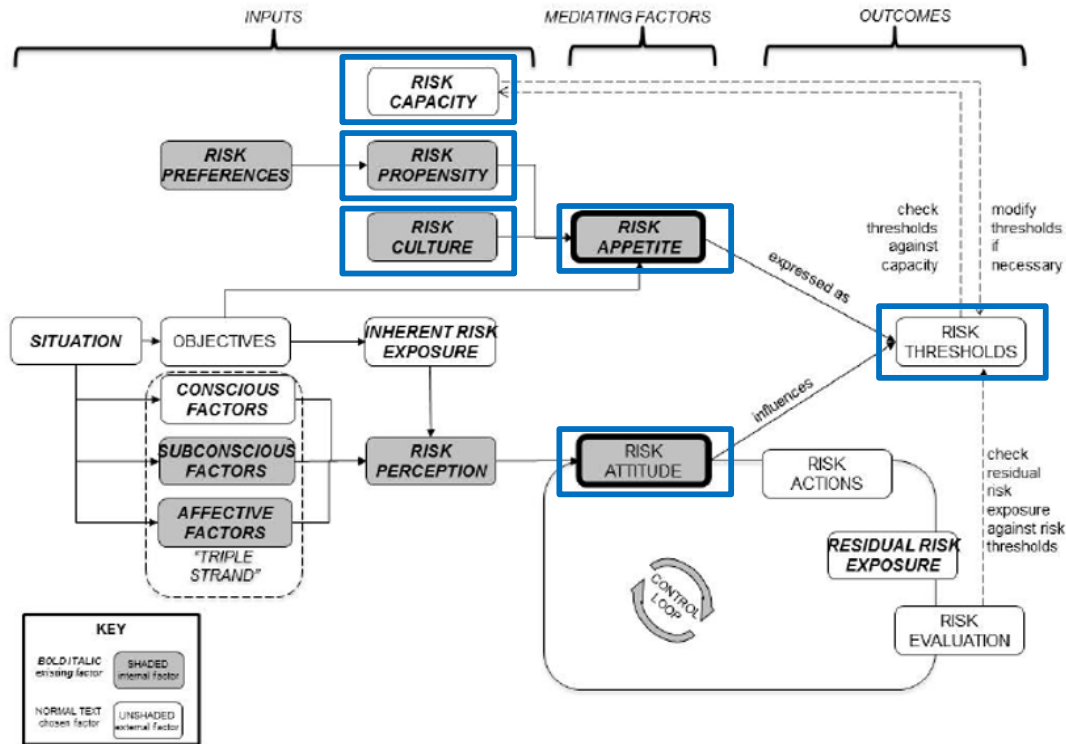 INPUTS
MEDIATING FACTORS
OUTCOMES
RISK
CAPACITY
RISK
PREFERENCES
RISK
PROPENSITY
RISK
CULTURE
RISK
APPETITE
check
thresholds
against
capacity
modify
thresholds
if
necessary
expressed as
SITUATION
OBJECTIVES
INHERENT RISK
EXPOSURE
RISK
THRESHOLDS
CONSCIOUS
FACTORS
influences
SUBCONSCIOUS
FACTORS
RISK
PERCEPTION
RISK
ATTITUDE
RISK
ACTIONS
check
residual
risk
exposure
against risk
thresholds
AFFECTIVE
FACTORS
"TRIPLE
STRAND"
RESIDUAL RISK
EXPOSURE
CONTROL
LOOP
RISK
EVALUATION
KEY
BOLD ITALIC
existing factor
SHADED
internal factor
NORMAL TEXT
chosen factor
UNSHADED
external factor